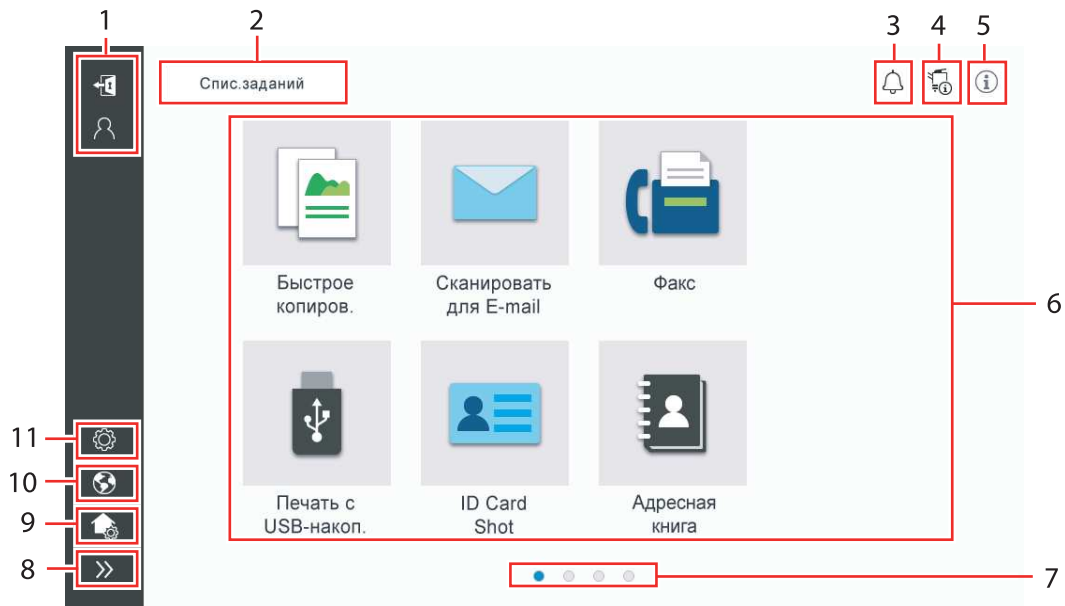 1
2
3
4
5
Спис.заданий
Быстрое
копиров.
Сканировать
для E-mail
Факс
6
Печать с
USB-накоп.
ID Card
Shot
Адресная
книга
11
10
9
8
7